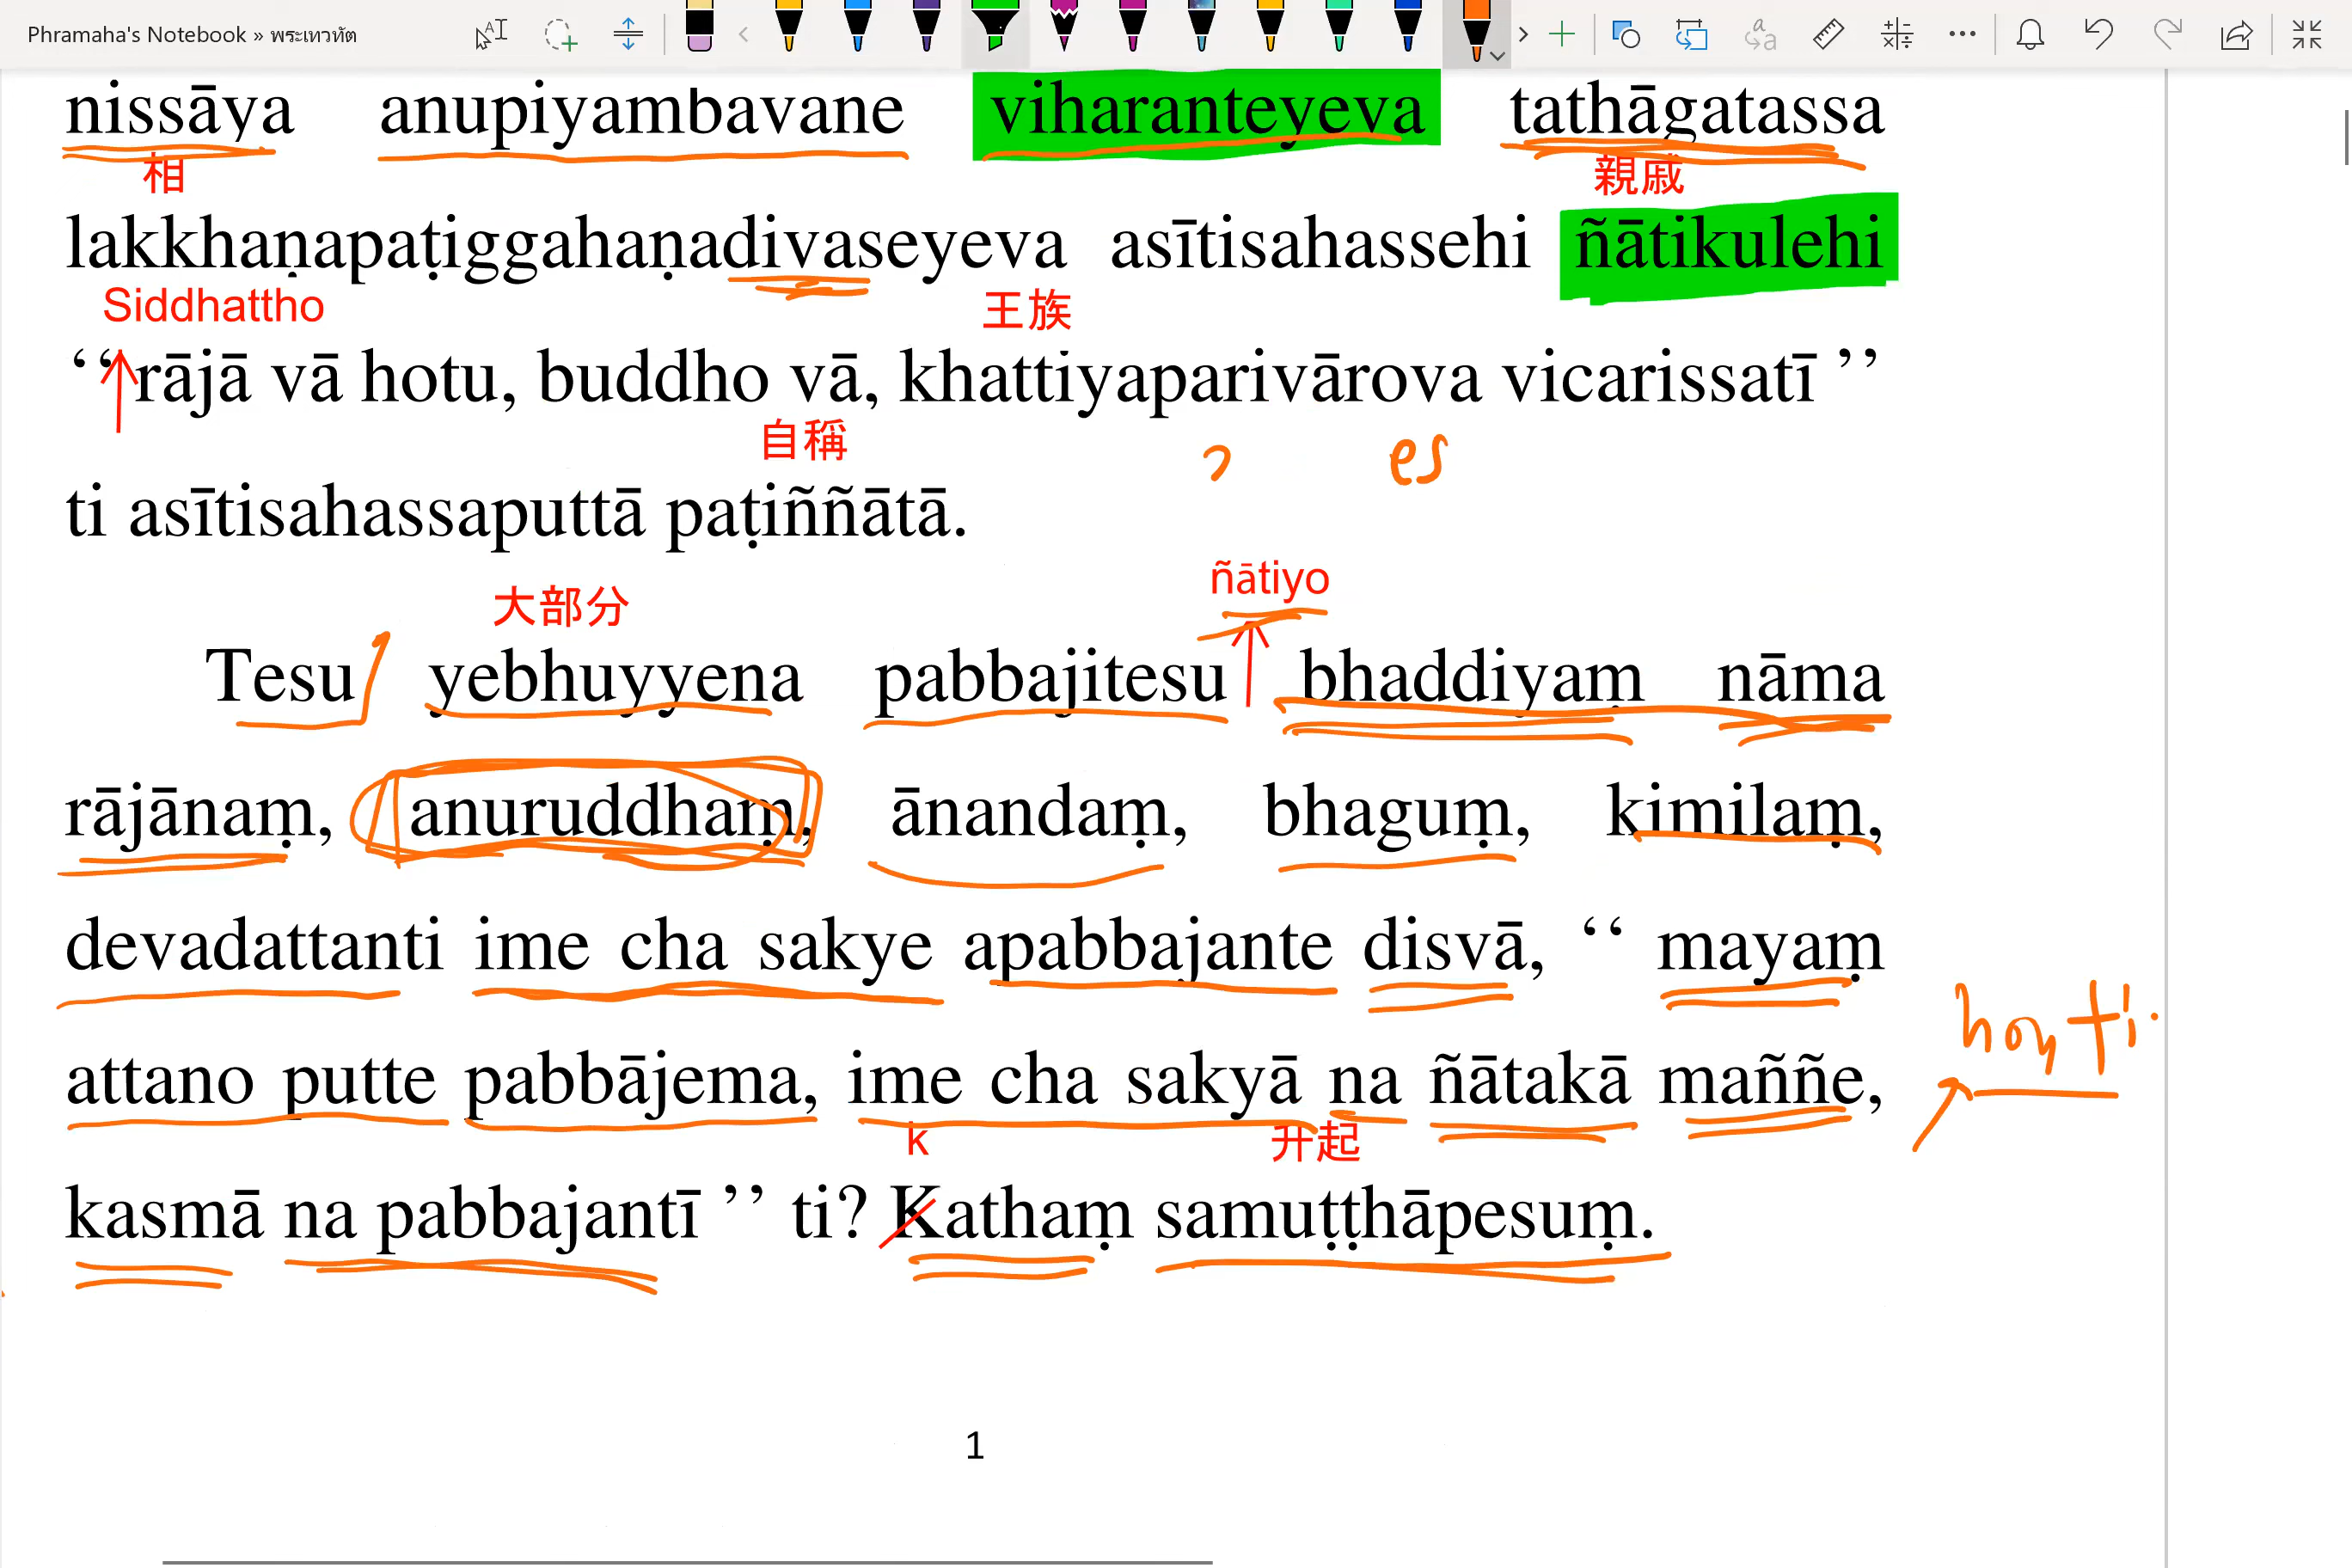 Phramaha's Notebook » พระเทวทัต
nissāya anupiyambavane viharanteyeva tathāgatassa
相 親戚
lakkhaṇapaṭiggahaṇadivaseyeva asītisahassehi ñātikulehi
Siddhattho 王族
‘‘rājā vā hotu, buddho vā, khattiyaparivārova vicarissatī ’’
自稱 es
ti asītisahassaputtā paṭiññātā.
大部分 ñātiyo
Tesu yebhuyyena pabbajitesu bhaddiyaṃ nāma
rājānaṃ, anuruddhaṃ, ānandaṃ, bhaguṃ, kimilaṃ,
devadattanti ime cha sakye apabbajante disvā, ‘‘ mayaṃ
honti.
attano putte pabbājema, ime cha sakyā na ñātakā maññe,
k 升起
kasmā na pabbajantī ’’ ti? Kathaṃ samuṭṭhāpesuṃ.
1